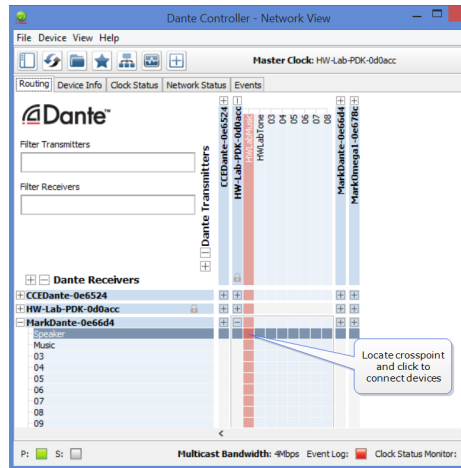 Dante Controller - Network View
File Device View Help
Master Clock: HW-Lab-PDK-0d0acc
Routing Device Info Clock Status Network Status Events
Dante™
Filter Transmitters
Filter Receivers
Dante Transmitters
CCEDante-0e6524
HW-Lab-PDK-0d0acc
HWLabMusic
HWLabTone
03
04
05
06
07
08
MarkDante-0e66d4
MarkOmega1-0e678c
Dante Receivers
CCEDante-0e6524
HW-Lab-PDK-0d0acc
MarkDante-0e66d4
Speaker
Music
03
04
05
06
07
08
09
Locate crosspoint
and click to
connect devices
P: S: Multicast Bandwidth: 4Mbps Event Log: Clock Status Monitor: